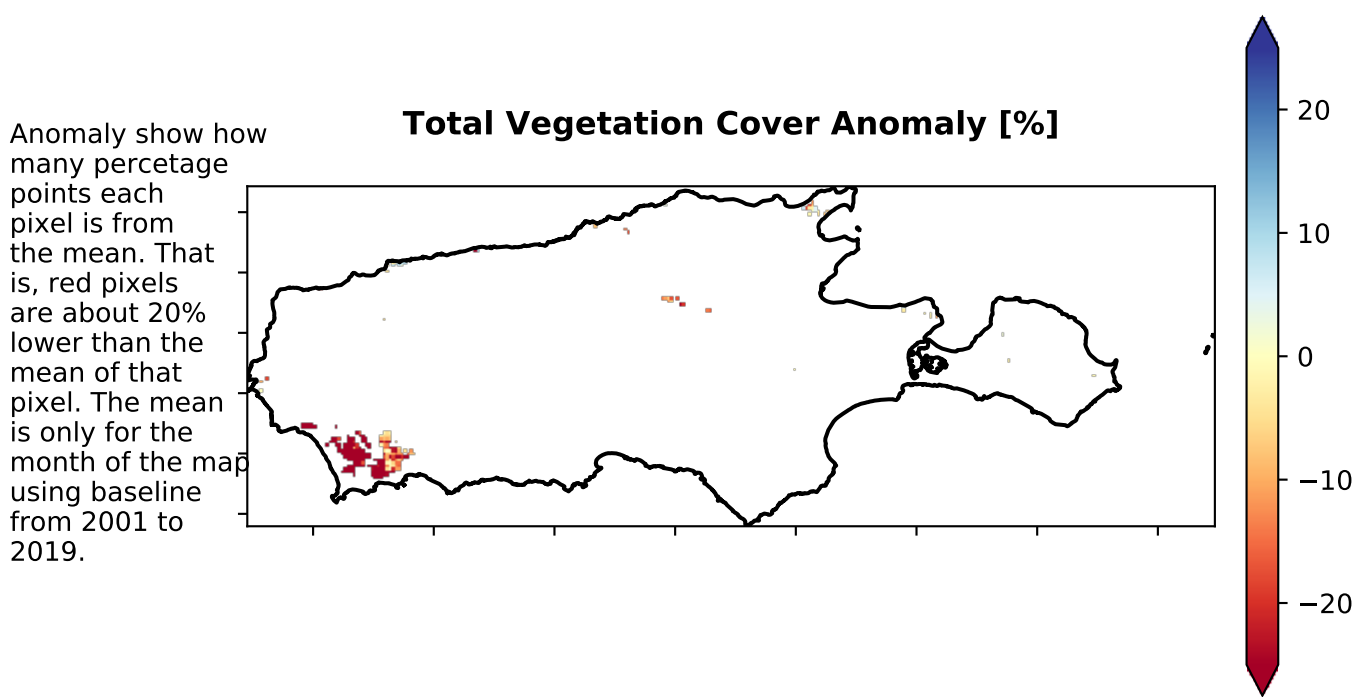 Total Vegetation Cover Anomaly [%]
Anomaly show how
many percetage
points each
pixel is from
the mean. That
is, red pixels
are about 20%
lower than the
mean of that
pixel. The mean
is only for the
month of the map
using baseline
from 2001 to
2019.
20
10
0
−10
−20